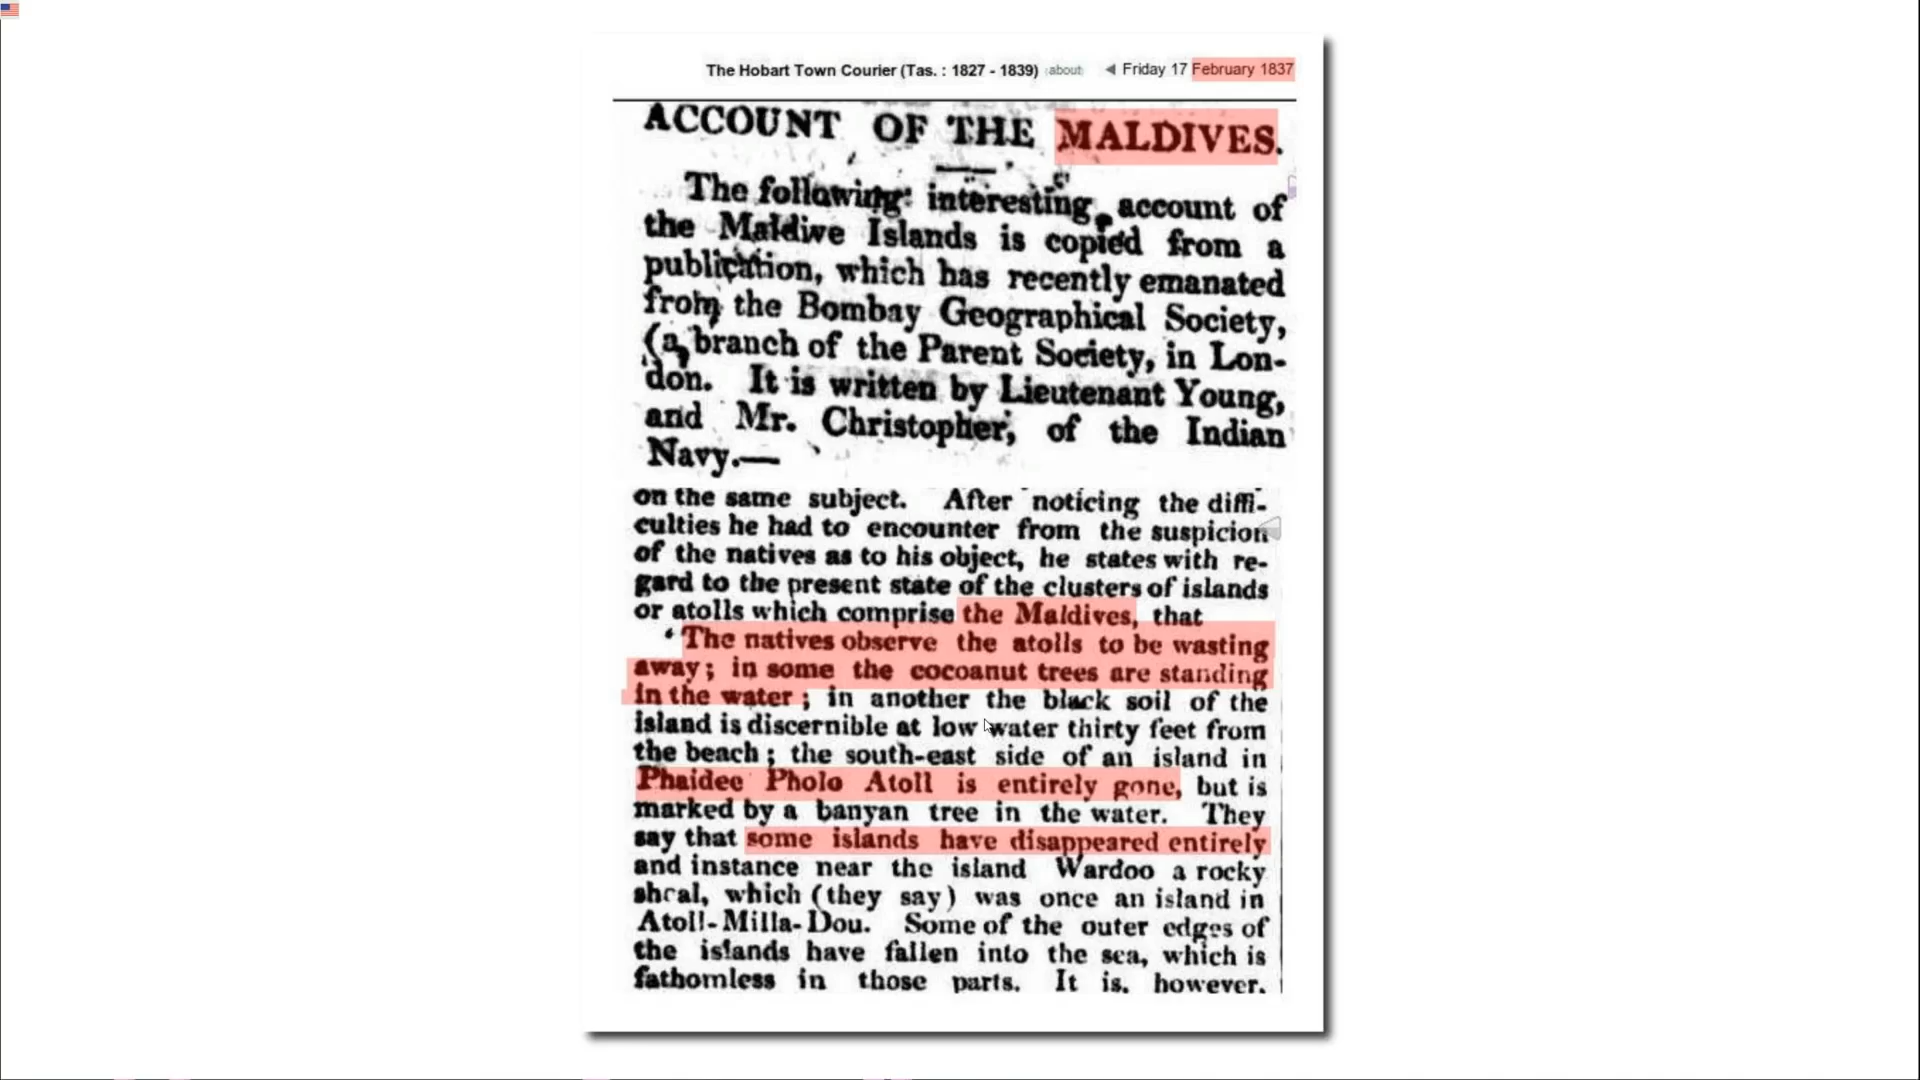 The Hobart Town Courier (Tas. : 1827 - 1839) about ◄ Friday 17 February 1837
ACCOUNT OF THE MALDIVES.
The following interesting account of
the Maldive Islands is copied from a
publication, which has recently emanated
from the Bombay Geographical Society,
(a branch of the Parent Society, in Lon-
don. It is written by Lieutenant Young,
and Mr. Christopher, of the Indian
Navy.—
on the same subject. After noticing the diffi-
culties he had to encounter from the suspicion
of the natives as to his object, he states with re-
gard to the present state of the clusters of islands
or atolls which comprise the Maldives, that
‘ The natives observe the atolls to be wasting
away; in some the cocoanut trees are standing
in the water; in another the black soil of the
island is discernible at low water thirty feet from
the beach; the south-east side of an island in
Phaidee Pholo Atoll is entirely gone, but is
marked by a banyan tree in the water. They
say that some islands have disappeared entirely
and instance near the island Wardoo a rocky
shoal, which (they say) was once an island in
Atoll-Milla-Dou. Some of the outer edges of
the islands have fallen into the sea, which is
fathomless in those parts. It is, however,